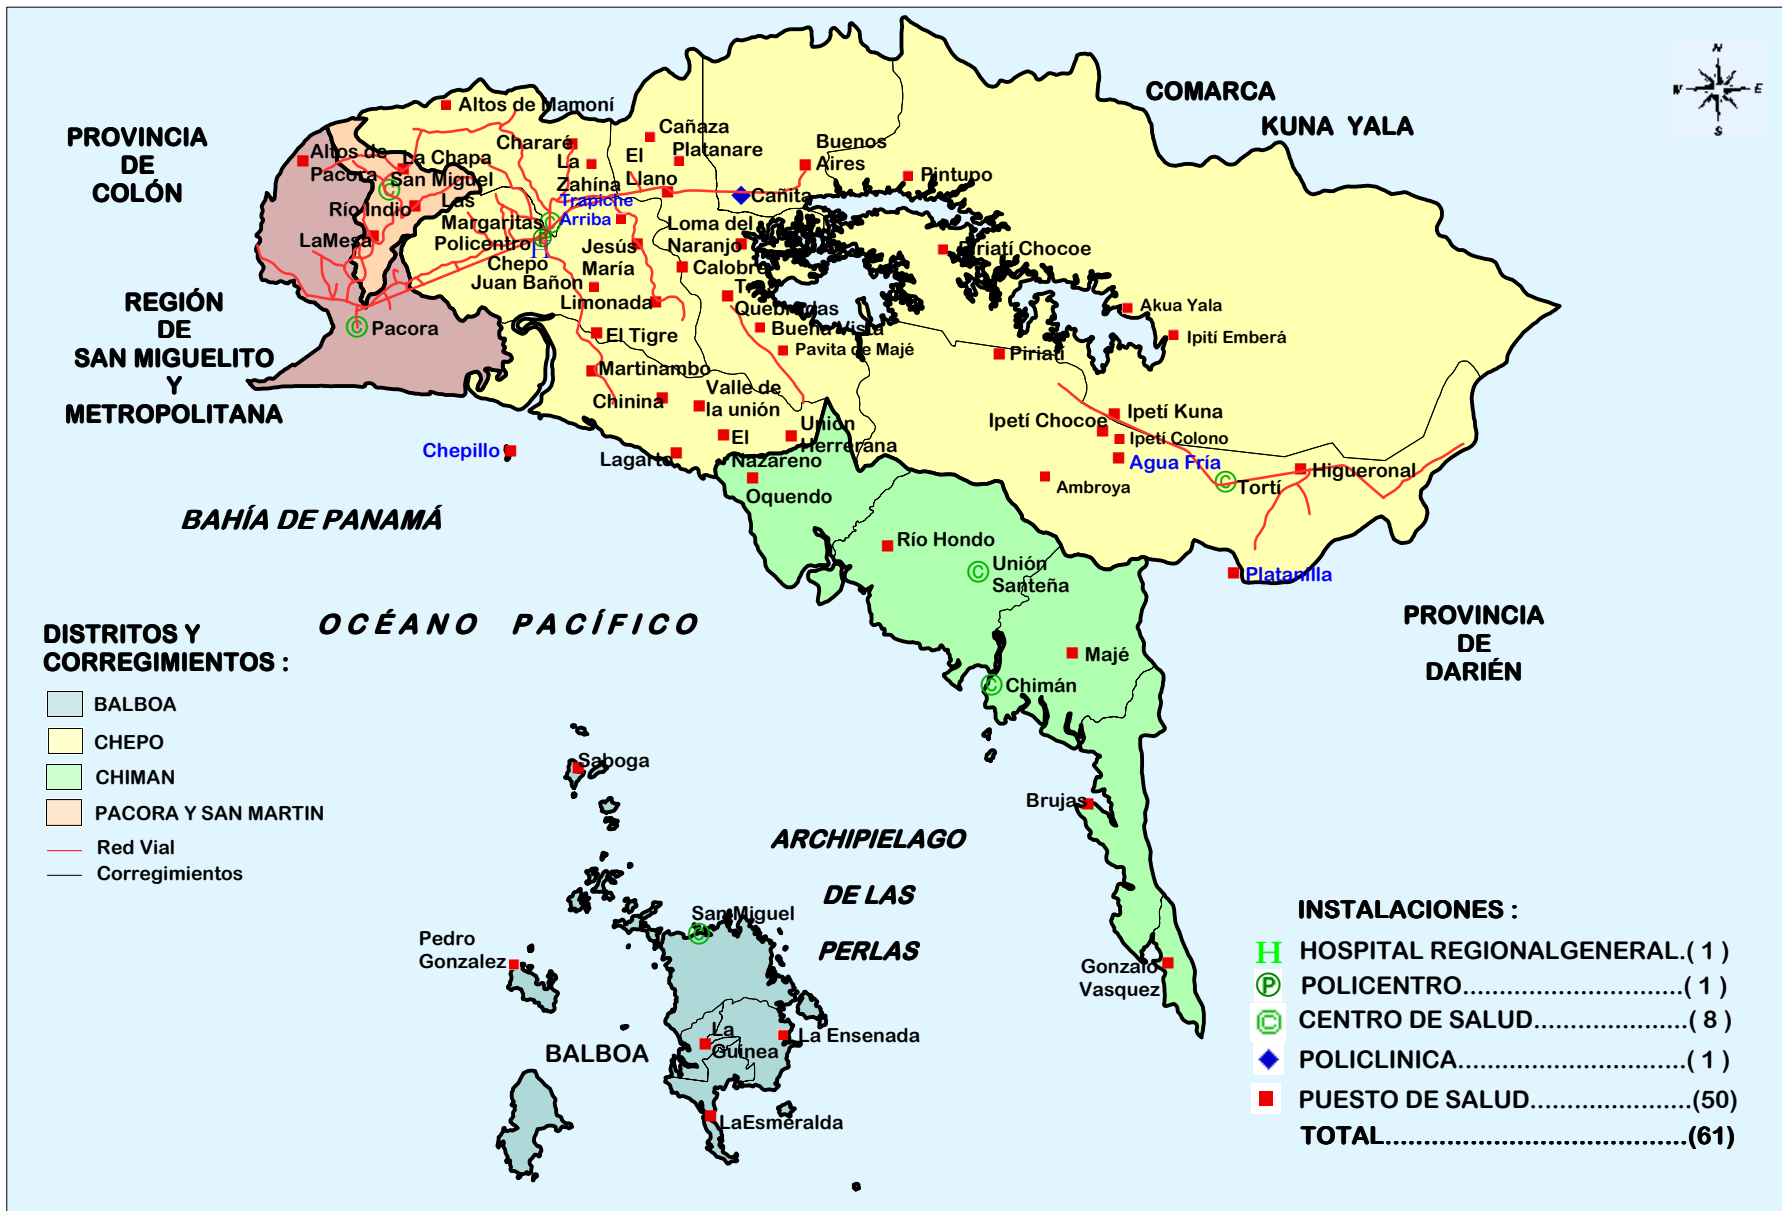 N
W
E
S
COMARCA
KUNA YALA
PROVINCIA
DE
COLÓN
REGIÓN
DE
SAN MIGUELITO
Y
METROPOLITANA
Altos de Mamoní
Altos de
Pacora
La Chapa
San Miguel
Río Indio
LaMesa
Las
Margaritas
Policentro
Chepo
Pacora
Chararé
La
Zahína
Trapiche
Arriba
Cañaza
Platanare
El
Llano
Buenos
Aires
Cañita
Pintupo
Loma del
Naranjo
Jesús
María
Calobre
Juan Bañon
Limonada
Quebradas
Buena Vista
Pavita de Majé
El Tigre
Martinambo
Chinina
Valle de
la unión
El
Nazareno
Unión
Herrerana
Lagarto
Oquendo
Chepillo
Piriatí Chocoe
Akua Yala
Ipití Emberá
Piriatí
Ipetí Kuna
Ipetí Chocoe
Ipetí Colono
Agua Fría
Ambroya
Tortí
Higueronal
Platanilla
H
BAHÍA DE PANAMÁ
OCÉANO PACÍFICO
Río Hondo
Unión
Santeña
Majé
Chimán
Brujas
Gonzalo
Vasquez
PROVINCIA
DE
DARIÉN
DISTRITOS Y
CORREGIMIENTOS :
BALBOA
CHEPO
CHIMAN
PACORA Y SAN MARTIN
Red Vial
Corregimientos
Saboga
ARCHIPIELAGO
DE LAS
PERLAS
San Miguel
Pedro
Gonzalez
La
Guinea
La Ensenada
BALBOA
LaEsmeralda
INSTALACIONES :
H HOSPITAL REGIONALGENERAL.( 1 )
P POLICENTRO............................( 1 )
C CENTRO DE SALUD...................( 8 )
POLICLINICA.............................( 1 )
PUESTO DE SALUD....................(50)
TOTAL.....................................(61)